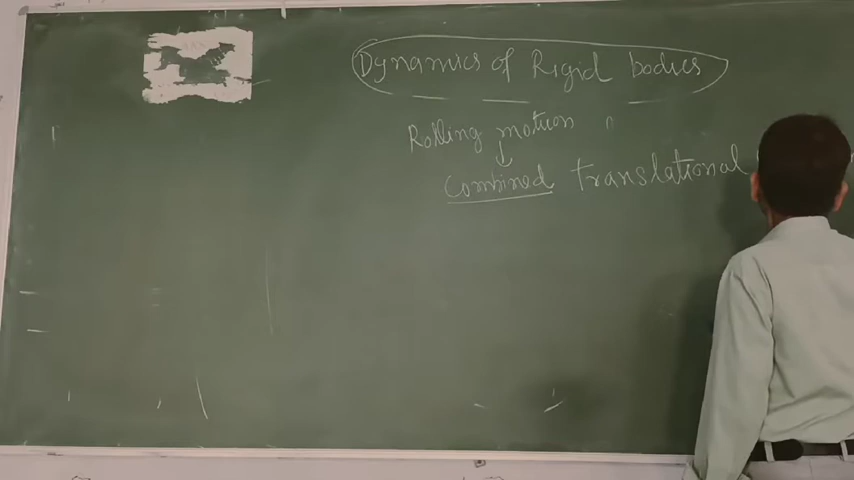 Dynamics of Rigid bodies
Rolling motion
Combined translational